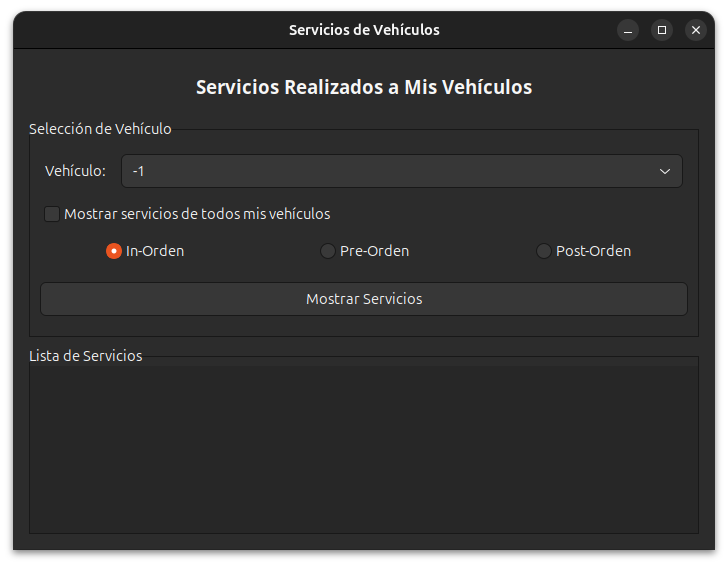 Servicios de Vehículos
Servicios Realizados a Mis Vehículos
Selección de Vehículo
Vehículo: -1
Mostrar servicios de todos mis vehículos
In-Orden Pre-Orden Post-Orden
Mostrar Servicios
Lista de Servicios